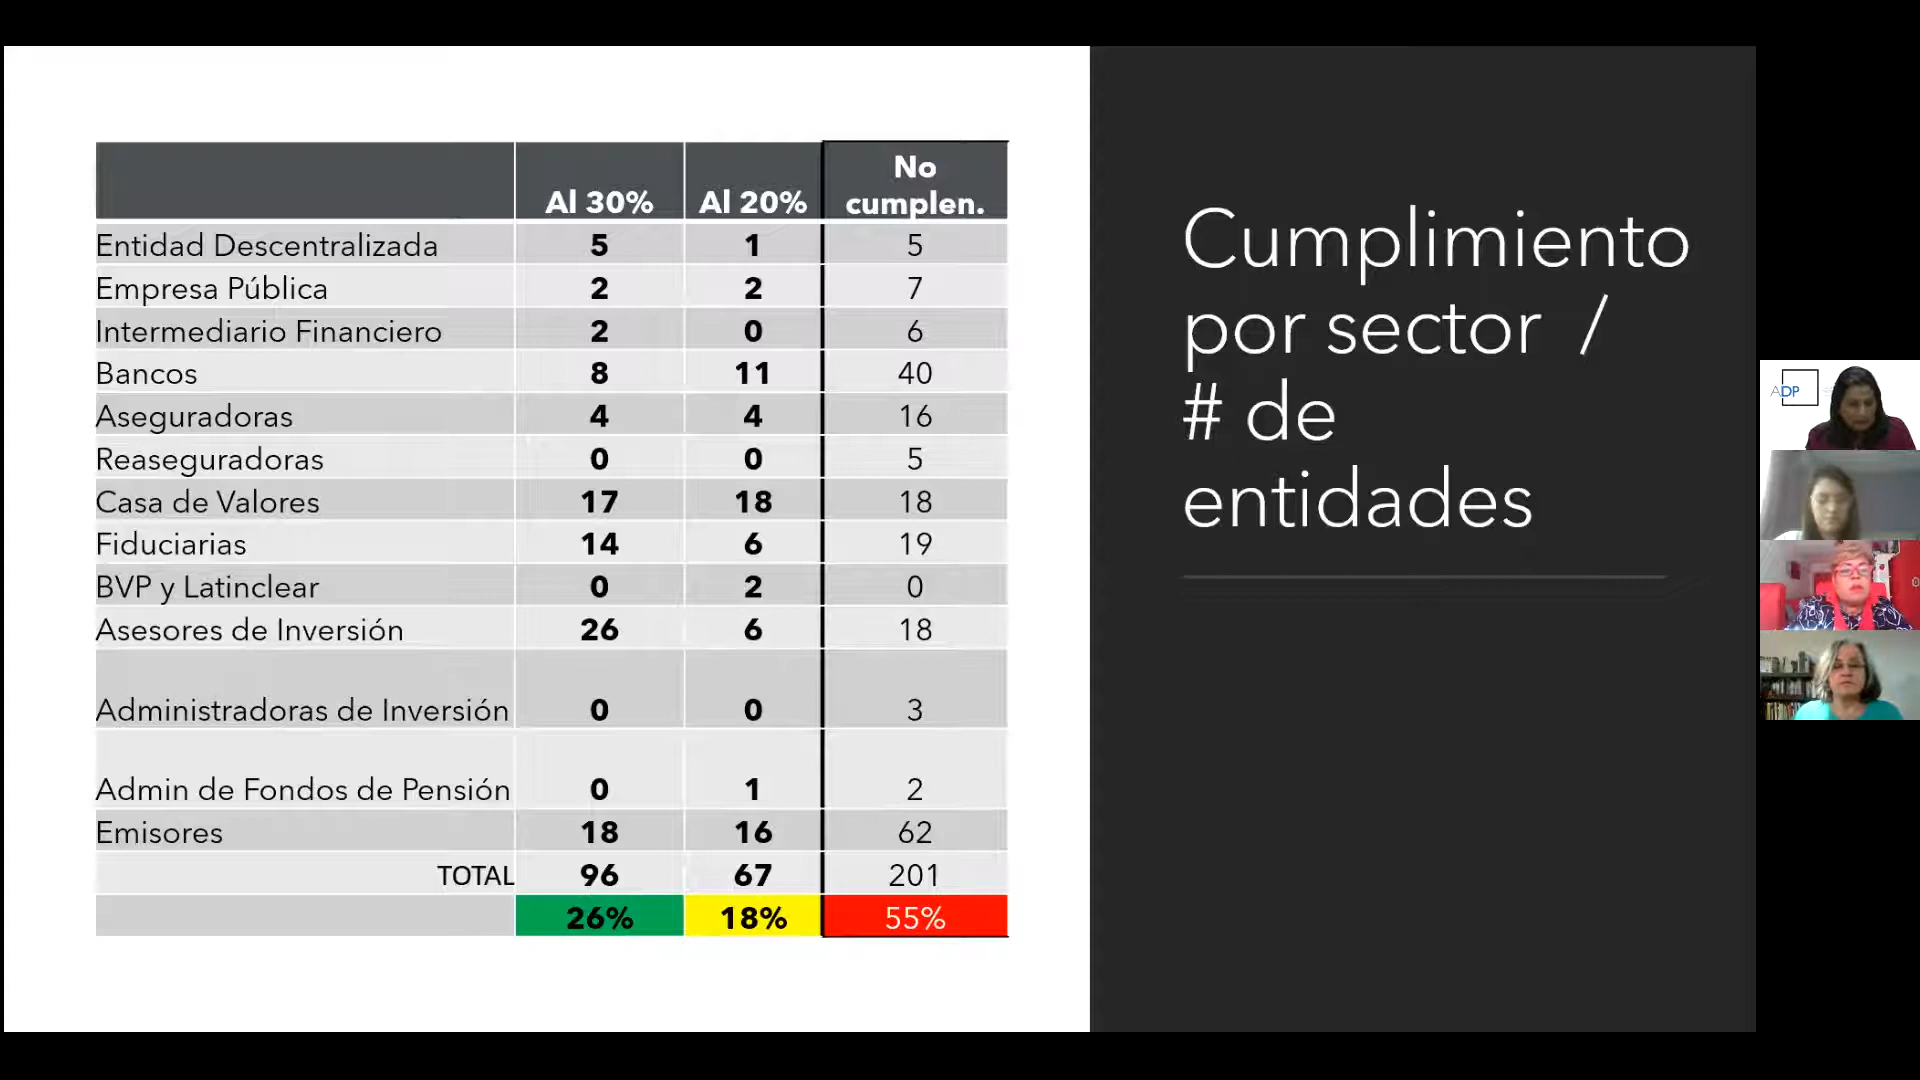 No
Al 30% Al 20% cumplen.
Entidad Descentralizada 5 1 5
Empresa Pública 2 2 7
Intermediario Financiero 2 0 6
Bancos 8 11 40
Aseguradoras 4 4 16
Reaseguradoras 0 0 5
Casa de Valores 17 18 18
Fiduciarias 14 6 19
BVP y Latinclear 0 2 0
Asesores de Inversión 26 6 18
Administradoras de Inversión 0 0 3
Admin de Fondos de Pensión 0 1 2
Emisores 18 16 62
TOTAL 96 67 201
26% 18% 55%
Cumplimiento
por sector /
# de
entidades
ADP